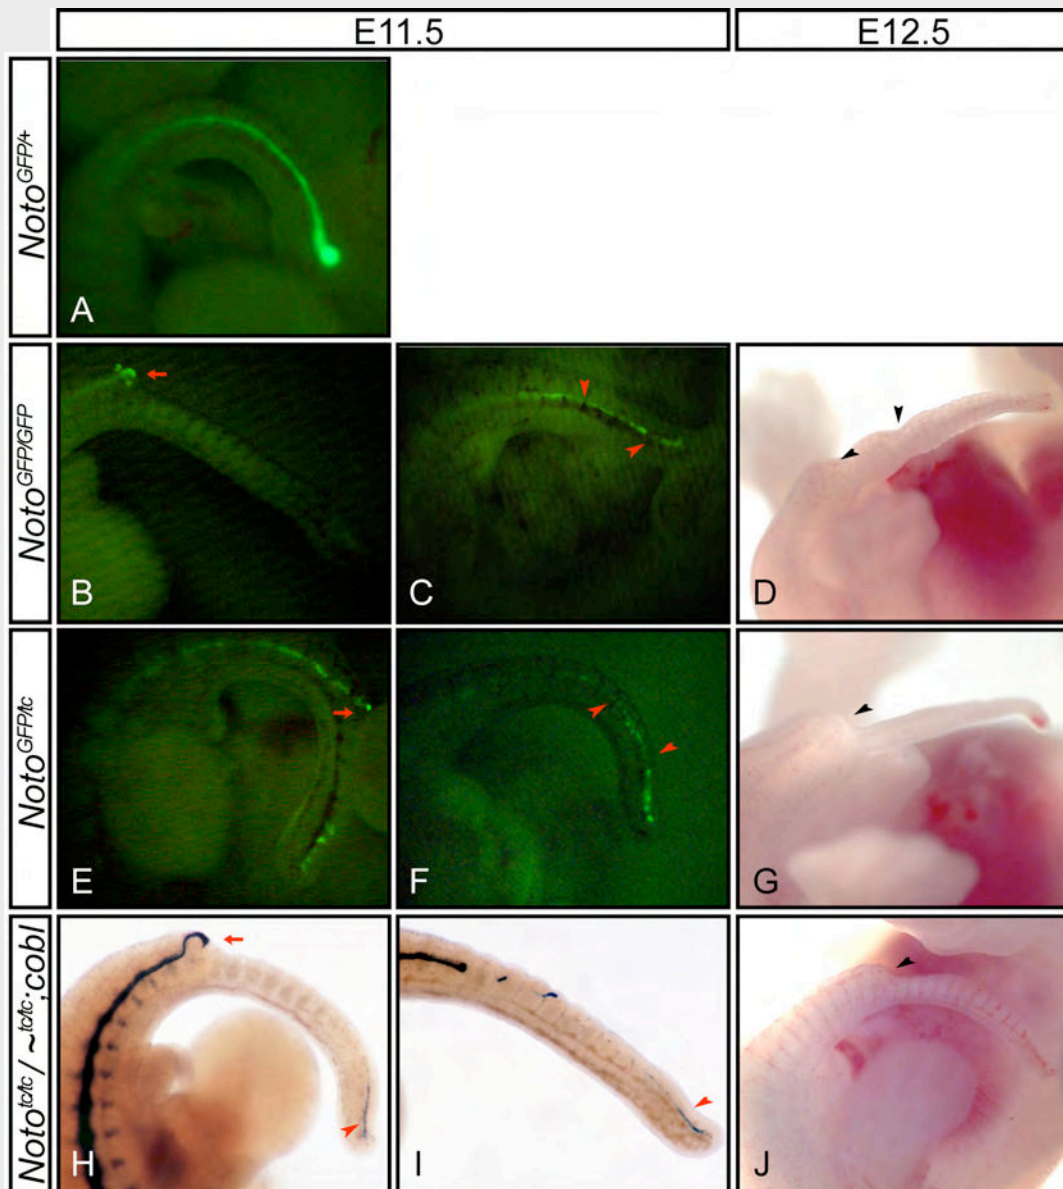 E11.5 E12.5
Noto^GFP/+
A
Noto^GFP/GFP
B C D
Noto^GFP/tc
E F G
Noto^tc/tc / ~^tc/tc;cobl
H I J